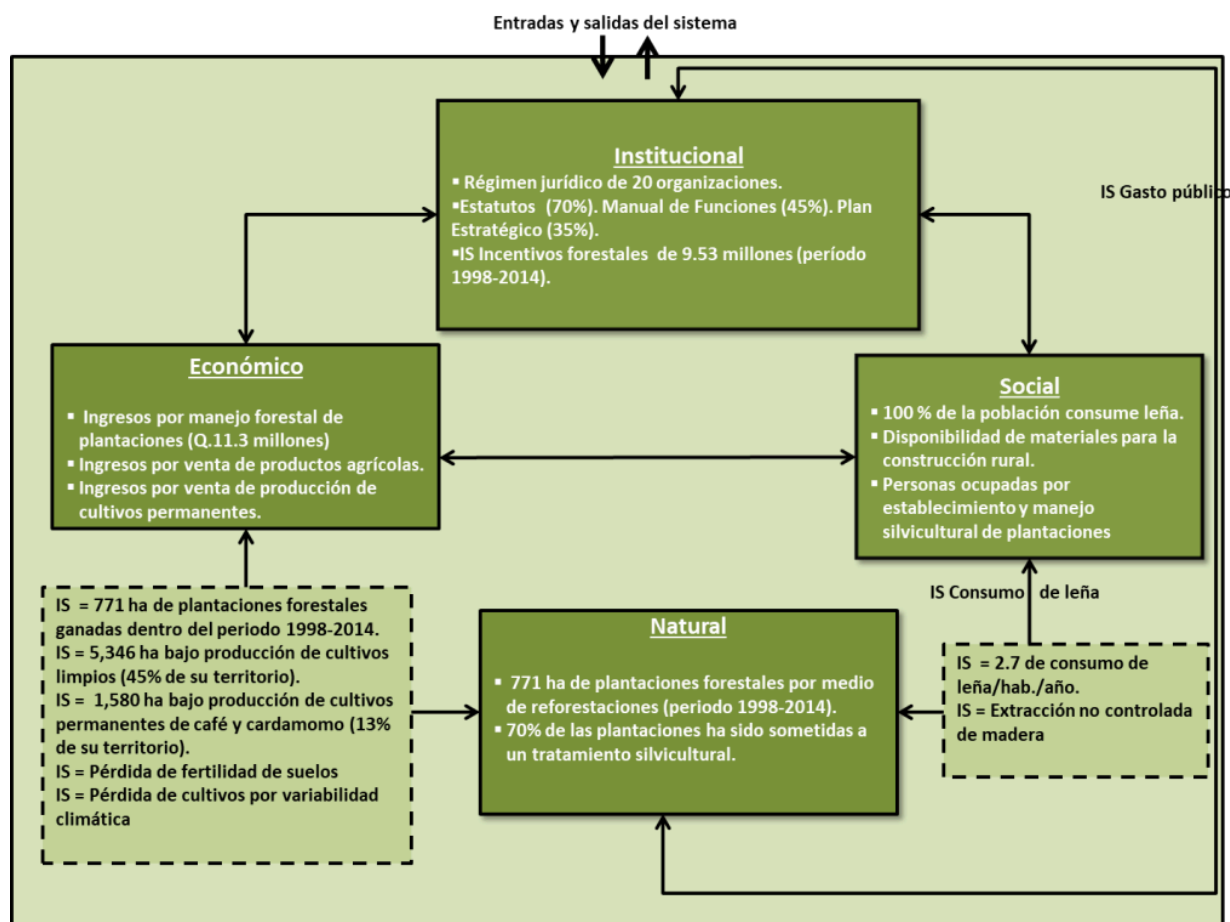 Entradas y salidas del sistema
Institucional
▪ Régimen jurídico de 20 organizaciones.
▪Estatutos (70%). Manual de Funciones (45%). Plan
Estratégico (35%).
▪IS Incentivos forestales de 9.53 millones (período
1998-2014).
IS Gasto público
Económico
▪ Ingresos por manejo forestal de
plantaciones (Q.11.3 millones)
▪ Ingresos por venta de productos agrícolas.
▪ Ingresos por venta de producción de
cultivos permanentes.
Social
▪ 100 % de la población consume leña.
▪ Disponibilidad de materiales para la
construcción rural.
▪ Personas ocupadas por
establecimiento y manejo
silvicultural de plantaciones
IS Consumo de leña
IS = 771 ha de plantaciones forestales
ganadas dentro del periodo 1998-2014.
IS = 5,346 ha bajo producción de cultivos
limpios (45% de su territorio).
IS = 1,580 ha bajo producción de cultivos
permanentes de café y cardamomo (13%
de su territorio).
IS = Pérdida de fertilidad de suelos
IS = Pérdida de cultivos por variabilidad
climática
Natural
▪ 771 ha de plantaciones forestales por medio
de reforestaciones (periodo 1998-2014).
▪ 70% de las plantaciones ha sido sometidas a
un tratamiento silvicultural.
IS = 2.7 de consumo de
leña/hab./año.
IS = Extracción no controlada
de madera